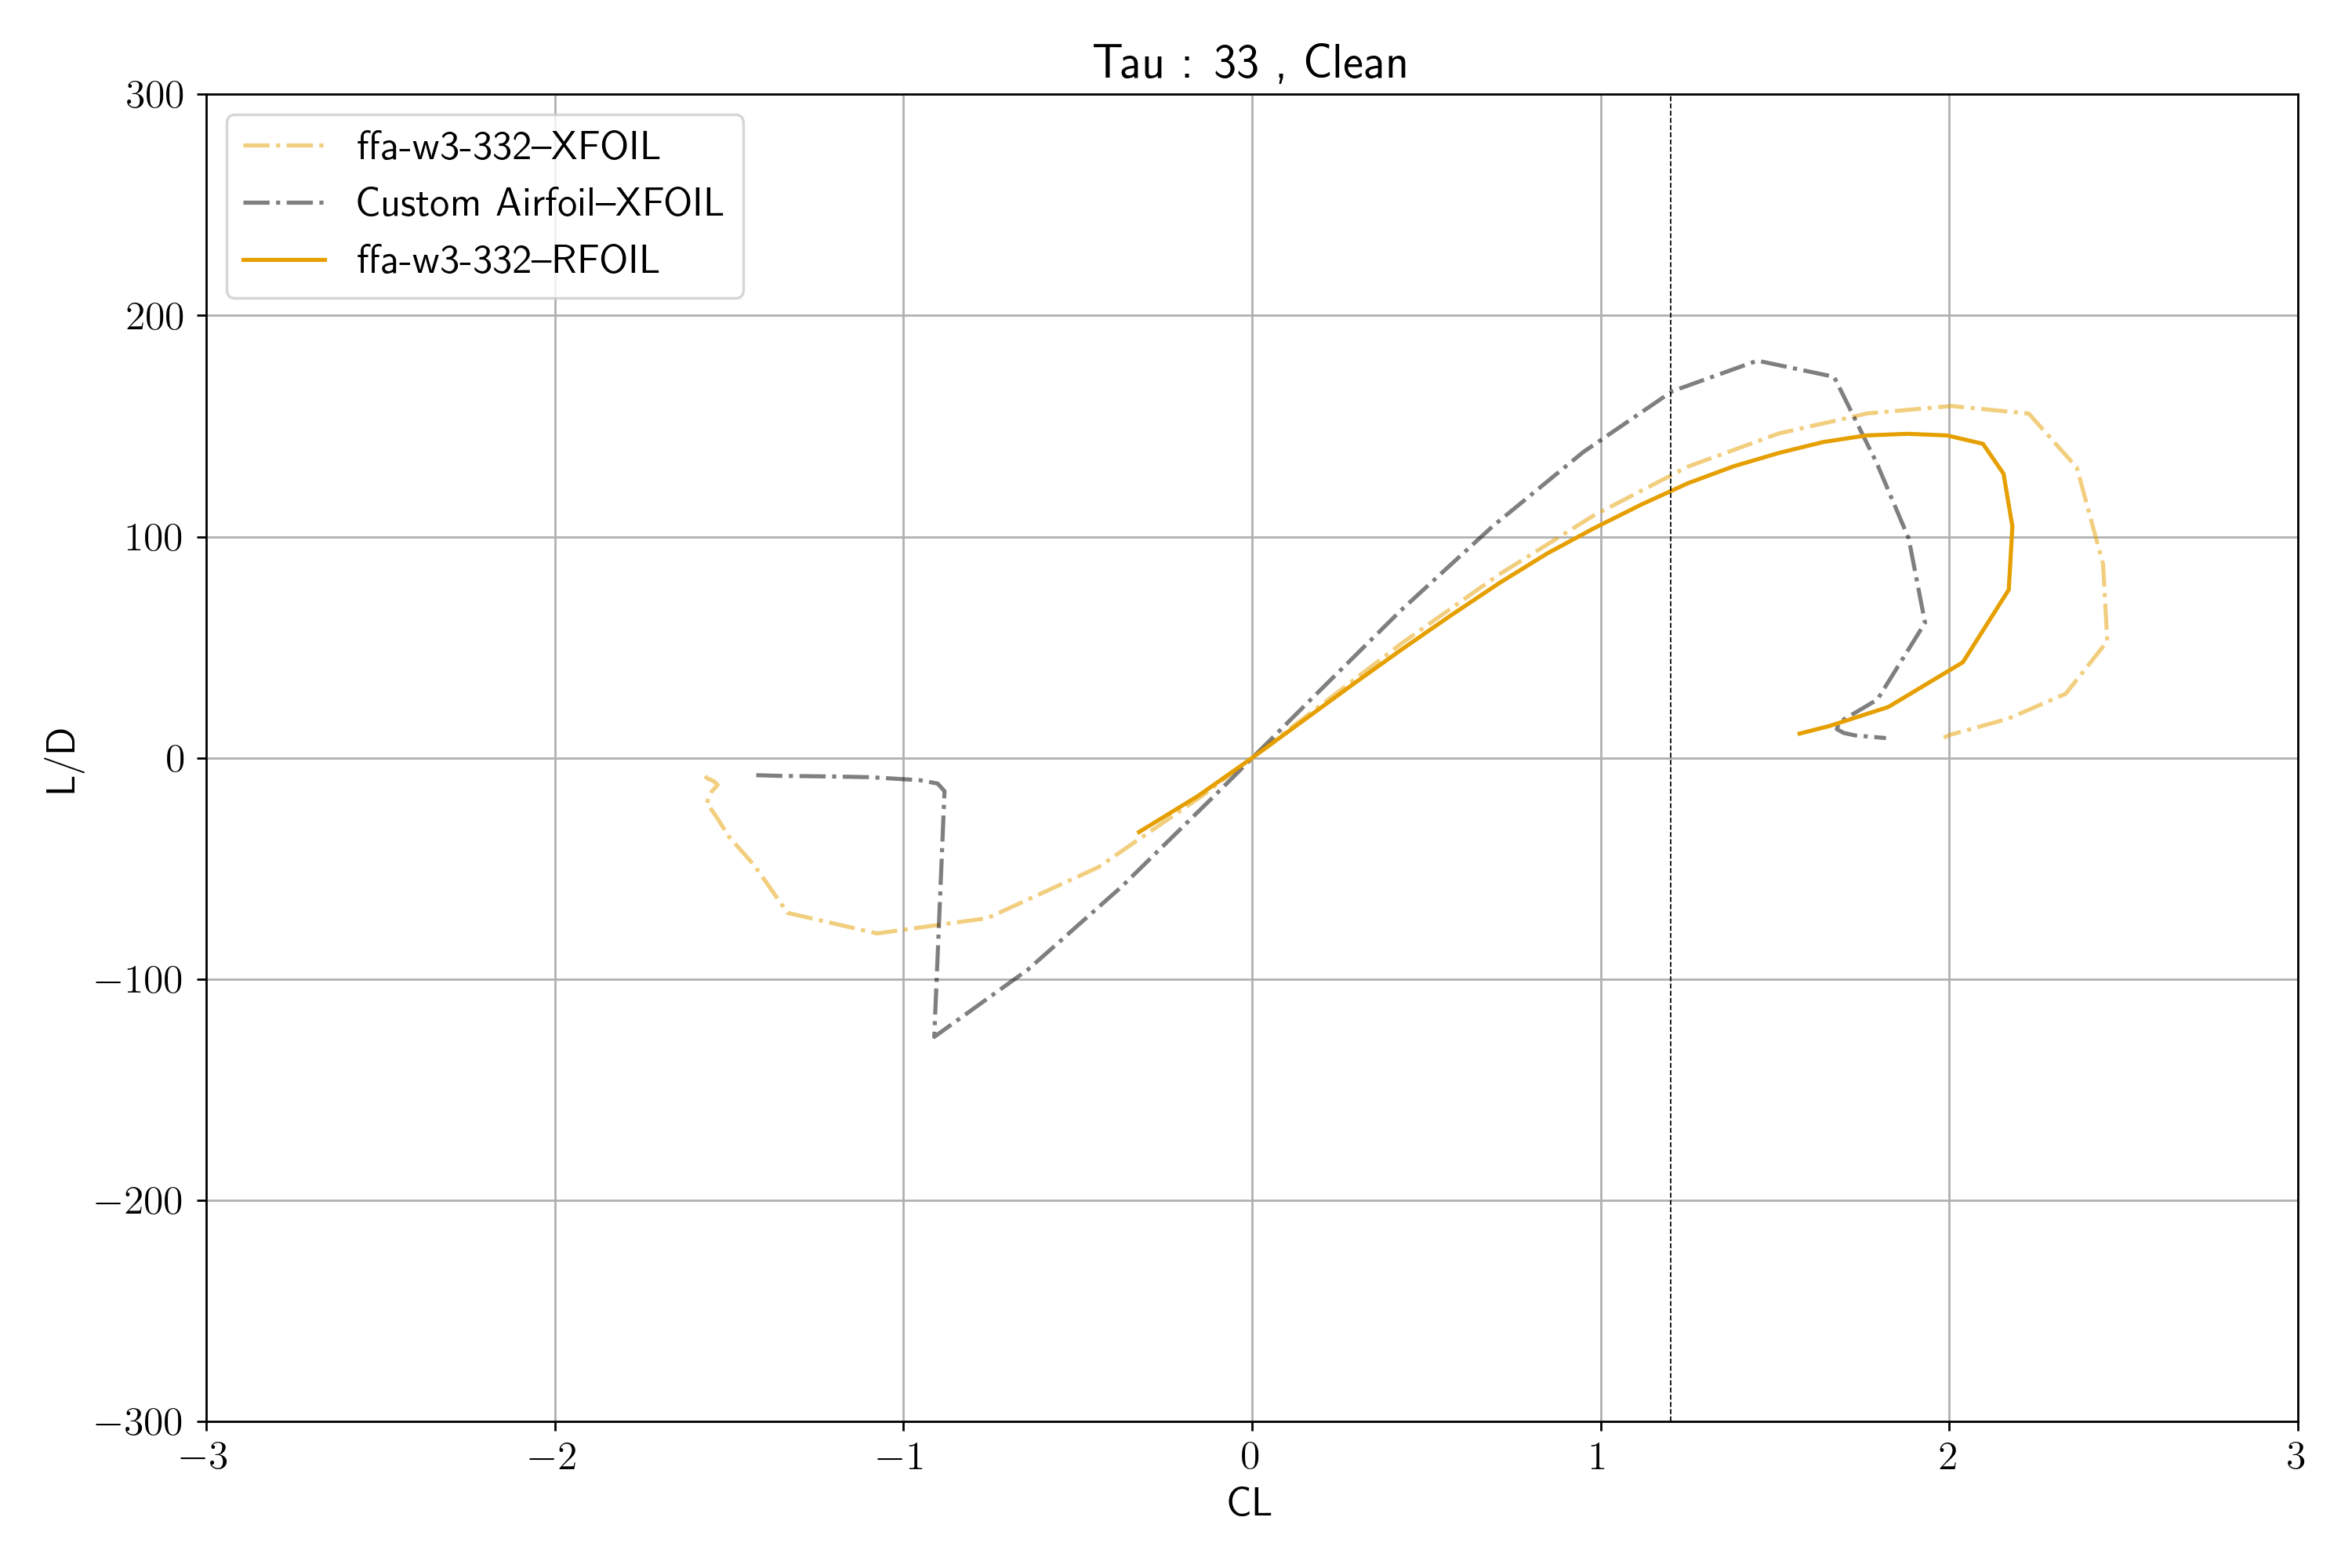 Tau : 33 , Clean
300
200
100
0
−100
−200
−300
L/D
ffa-w3-332–XFOIL
Custom Airfoil–XFOIL
ffa-w3-332–RFOIL
−3 −2 −1 0 1 2 3
CL